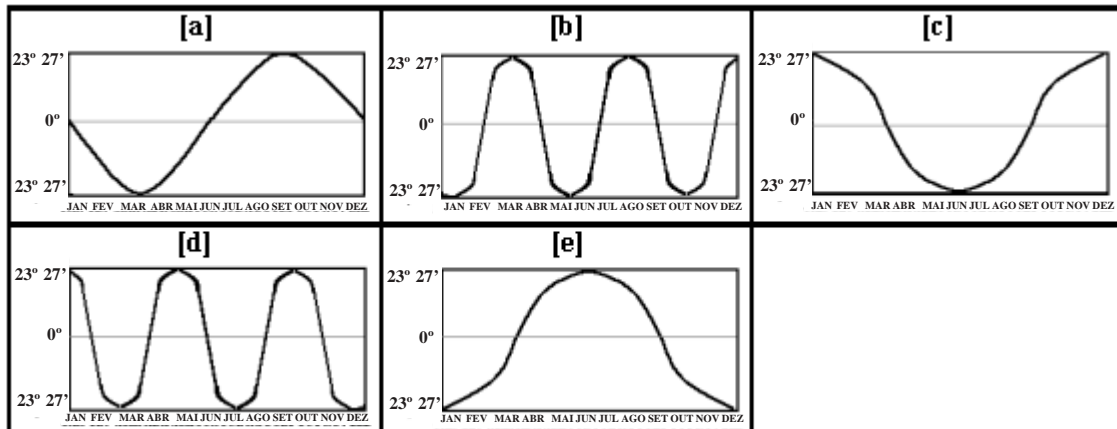 [a]
23º 27’
0º
23º 27’
JAN FEV MAR ABR MAI JUN JUL AGO SET OUT NOV DEZ
[b]
23º 27’
0º
23º 27’
JAN FEV MAR ABR MAI JUN JUL AGO SET OUT NOV DEZ
[c]
23º 27’
0º
23º 27’
JAN FEV MAR ABR MAI JUN JUL AGO SET OUT NOV DEZ
[d]
23º 27’
0º
23º 27’
JAN FEV MAR ABR MAI JUN JUL AGO SET OUT NOV DEZ
[e]
23º 27’
0º
23º 27’
JAN FEV MAR ABR MAI JUN JUL AGO SET OUT NOV DEZ